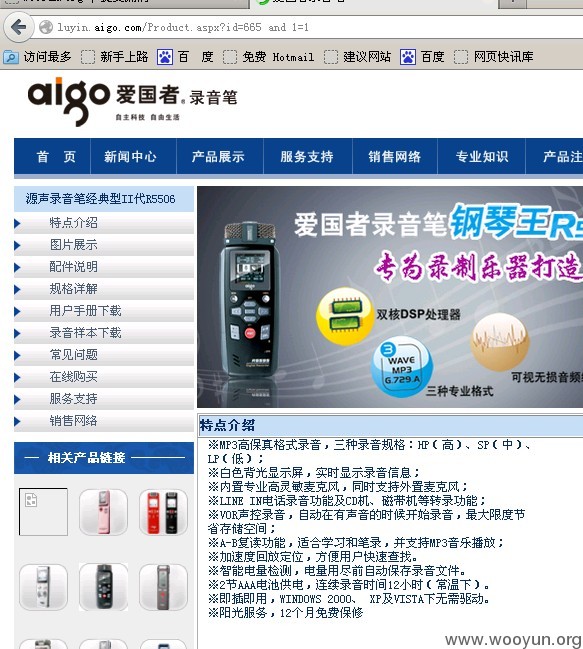 luyin.aigo.com/Product.aspx?id=665 and 1=1
访问最多 新手上路 百 度 免费 Hotmail 建议网站 百度 网页快讯库
aigo 爱国者® 录音笔
自主科技 自由生活
首 页 新闻中心 产品展示 服务支持 销售网络 专业知识 产品注
源声录音笔经典型II代R5506
特点介绍
图片展示
配件说明
规格详解
用户手册下载
录音样本下载
常见问题
在线购买
服务支持
销售网络
相关产品链接
爱国者录音笔钢琴王R5
专为录制乐器打造
aigo
双核DSP处理器
3
WAVE
MP3
G.729.A
三种专业格式
可视无损音频
特点介绍
※MP3高保真格式录音，三种录音规格：HP（高）、SP（中）、
LP（低）；
※白色背光显示屏，实时显示录音信息；
※内置专业高灵敏麦克风，同时支持外置麦克风；
※LINE IN电话录音功能及CD机、磁带机等转录功能；
※VOR声控录音，自动在有声音的时候开始录音，最大限度节
省存储空间；
※A-B复读功能，适合学习和笔录，并支持MP3音乐播放；
※加速度回放定位，方便用户快速查找。
※智能电量检测，电量用尽前自动保存录音文件。
※2节AAA电池供电，连续录音时间12小时（常温下）。
※即插即用，WINDOWS 2000、 XP及VISTA下无需驱动。
※阳光服务，12个月免费保修
www.wooyun.org